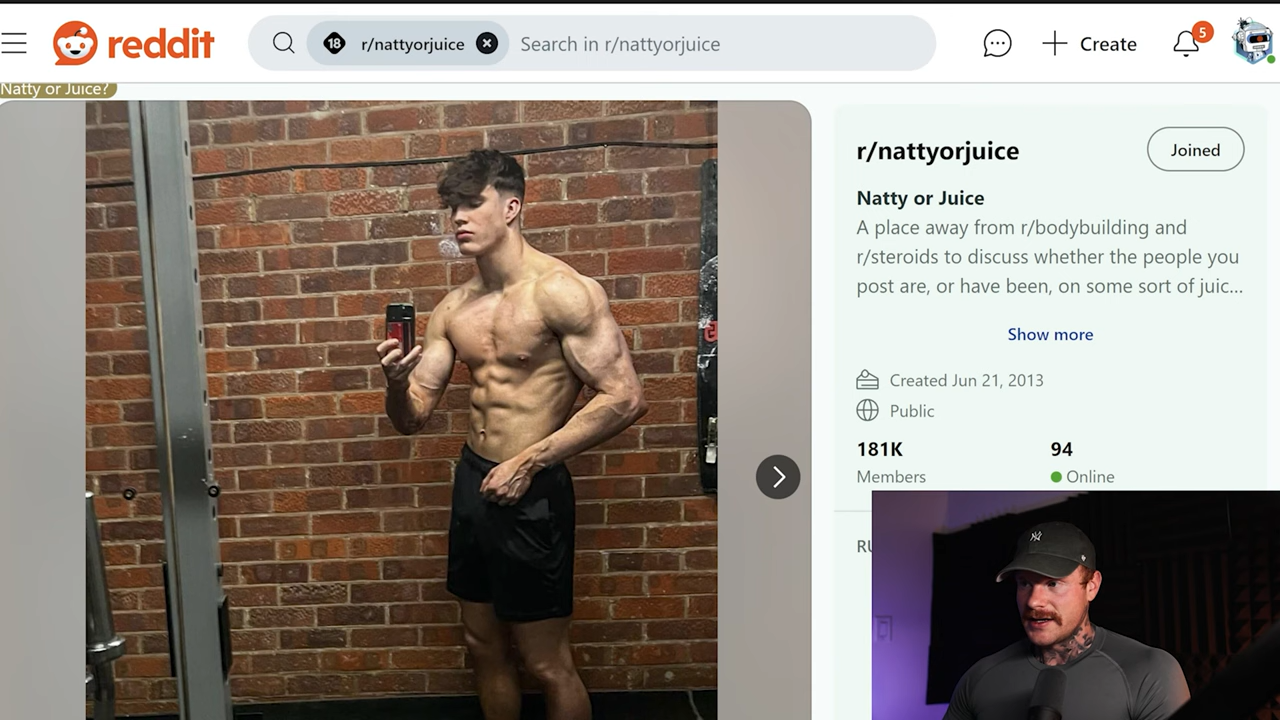 reddit
18 r/nattyorjuice
Search in r/nattyorjuice
Create
5
Natty or Juice?
r/nattyorjuice
Joined
Natty or Juice
A place away from r/bodybuilding and
r/steroids to discuss whether the people you
post are, or have been, on some sort of juic...
Show more
Created Jun 21, 2013
Public
181K
94
Members
Online
RU